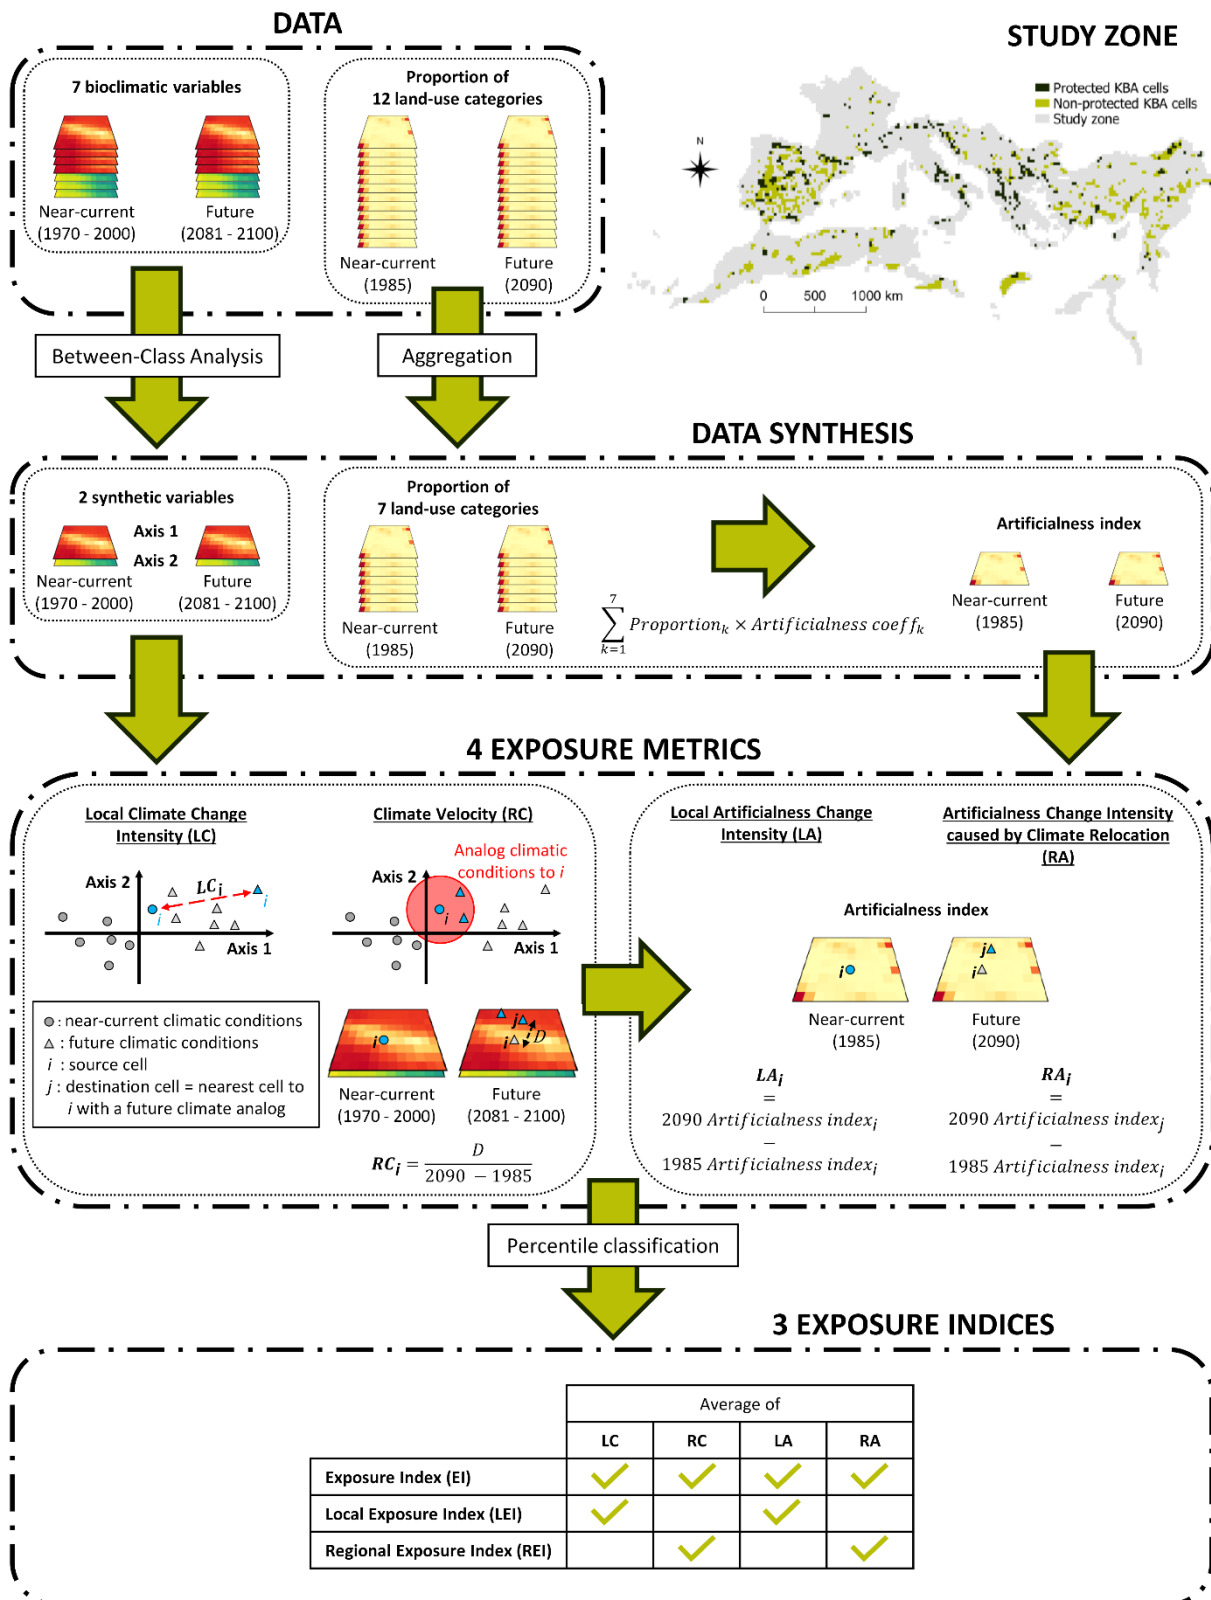 DATA
7 bioclimatic variables
Near-current
(1970 - 2000)
Future
(2081 - 2100)
Proportion of
12 land-use categories
Near-current
(1985)
Future
(2090)
STUDY ZONE
Protected KBA cells
Non-protected KBA cells
Study zone
N
0 500 1000 km
Between-Class Analysis
Aggregation
DATA SYNTHESIS
2 synthetic variables
Axis 1
Axis 2
Near-current
(1970 - 2000)
Future
(2081 - 2100)
Proportion of
7 land-use categories
Near-current
(1985)
Future
(2090)
7
∑ Proportionₖ × Artificialness coeffₖ
k=1
Artificialness index
Near-current
(1985)
Future
(2090)
4 EXPOSURE METRICS
Local Climate Change
Intensity (LC)
Axis 2
LCᵢ
i
i
Axis 1
Climate Velocity (RC)
Analog climatic
conditions to i
Axis 2
i
Axis 1
: near-current climatic conditions
: future climatic conditions
i : source cell
j : destination cell = nearest cell to
i with a future climate analog
i
Near-current
(1970 - 2000)
j
i
D
Future
(2081 - 2100)
RCᵢ = D / (2090 − 1985)
Local Artificialness Change
Intensity (LA)
Artificialness Change Intensity
caused by Climate Relocation
(RA)
Artificialness index
i
Near-current
(1985)
j
i
Future
(2090)
LAᵢ
=
2090 Artificialness indexᵢ
−
1985 Artificialness indexᵢ
RAᵢ
=
2090 Artificialness indexⱼ
−
1985 Artificialness indexᵢ
Percentile classification
3 EXPOSURE INDICES
Average of
LC RC LA RA
Exposure Index (EI) ✓ ✓ ✓ ✓
Local Exposure Index (LEI) ✓ ✓
Regional Exposure Index (REI) ✓ ✓